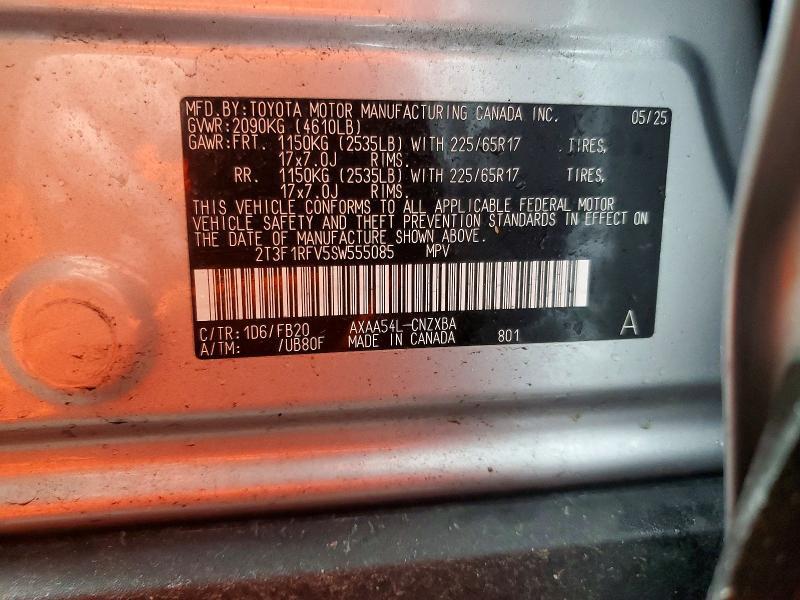 MFD.BY:TOYOTA MOTOR MANUFACTURING CANADA INC. 05/25
GVWR:2090KG (4610LB)
GAWR:FRT. 1150KG (2535LB) WITH 225/65R17 TIRES,
17x7.0J RIMS.
RR. 1150KG (2535LB) WITH 225/65R17 TIRES,
17x7.0J RIMS.
THIS VEHICLE CONFORMS TO ALL APPLICABLE FEDERAL MOTOR
VEHICLE SAFETY AND THEFT PREVENTION STANDARDS IN EFFECT ON
THE DATE OF MANUFACTURE SHOWN ABOVE.
2T3F1RFV5SW555085 MPV
C/TR:1D6/FB20 AXAA54L-CNZXBA
A/TM: /UB80F MADE IN CANADA 801 A